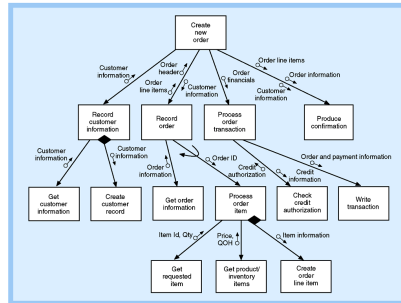 Create
new
order
Customer
information
Order
header
Order
line items
Customer
information
Order
financials
Order line items
Order information
Customer
information
Record
customer
information
Record
order
Process
order
transaction
Produce
confirmation
Customer
information
Customer
information
Order
information
Order ID
Credit
authorization
Credit
information
Order and payment information
Get
customer
information
Create
customer
record
Get order
information
Process
order
item
Check
credit
authorization
Write
transaction
Item Id, Qty
Price,
QOH
Item information
Get
requested
item
Get product/
inventory
items
Create
order
line item